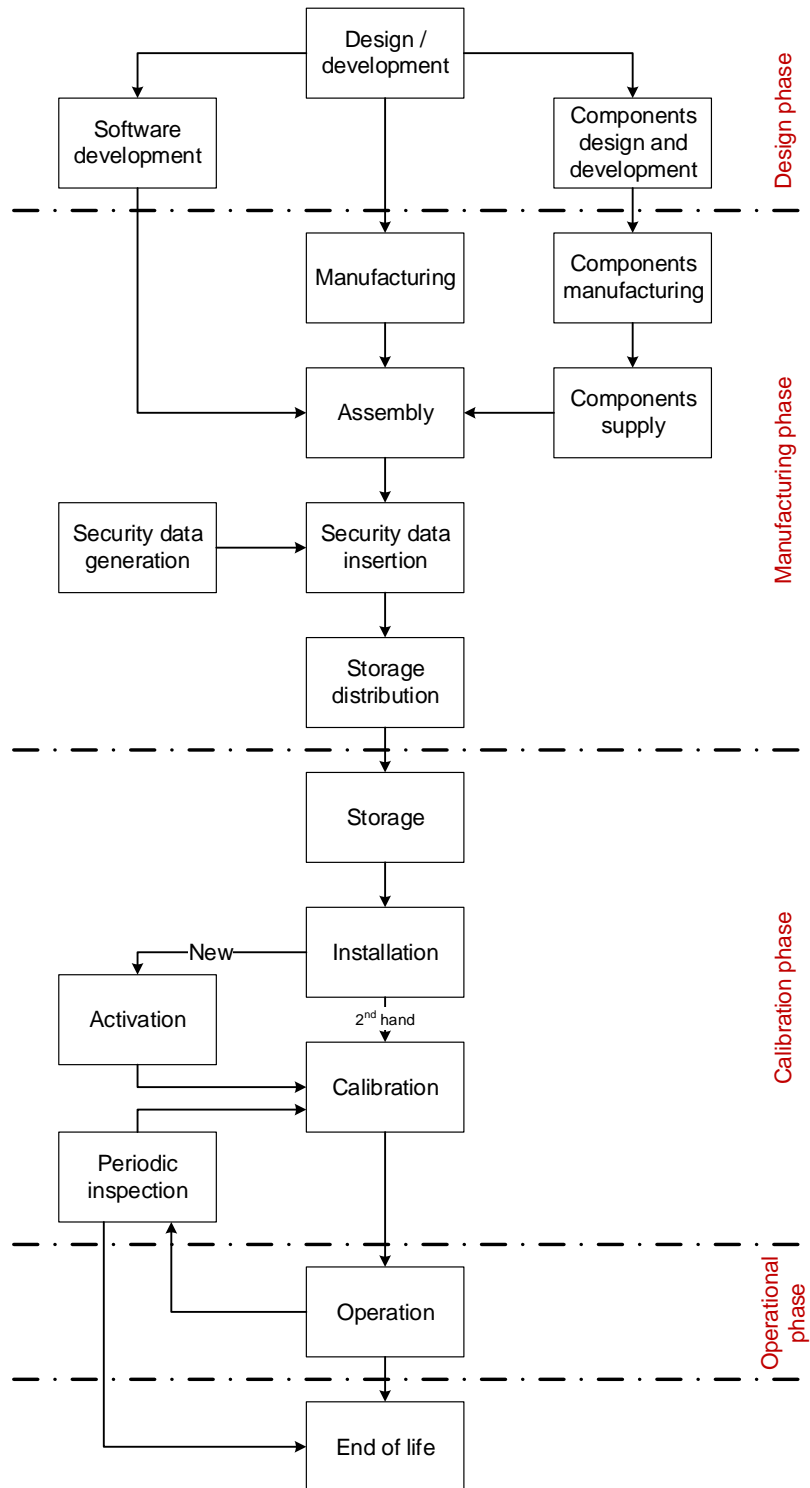 Design /
development
Software
development
Components
design and
development
Design phase
Manufacturing
Components
manufacturing
Assembly
Components
supply
Security data
generation
Security data
insertion
Storage
distribution
Manufacturing phase
Storage
Installation
New
Activation
2nd hand
Calibration
Periodic
inspection
Calibration phase
Operation
Operational
phase
End of life